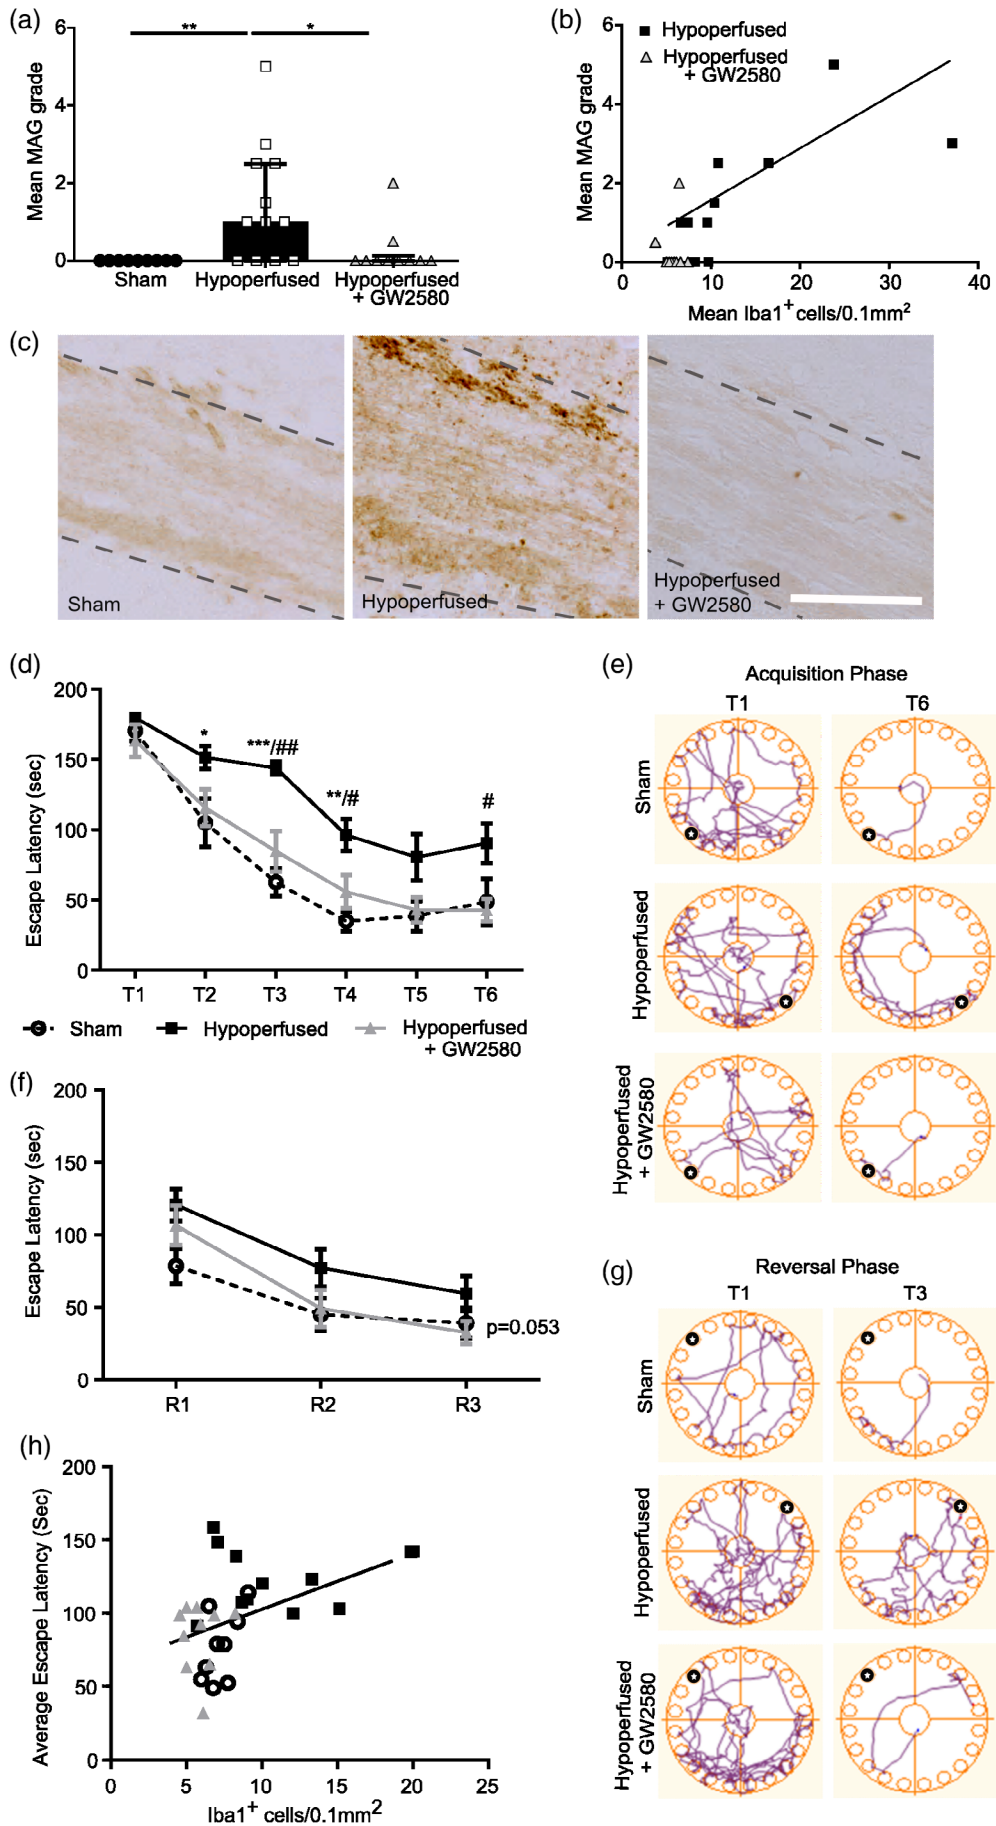 (a)
6
4
2
0
Mean MAG grade
**
*
Sham
Hypoperfused
Hypoperfused
+ GW2580
(b)
6
4
2
0
Mean MAG grade
Hypoperfused
Hypoperfused
+ GW2580
0
10
20
30
40
Mean Iba1+ cells/0.1mm2
(c)
Sham
Hypoperfused
Hypoperfused
+ GW2580
(d)
200
150
100
50
0
Escape Latency (sec)
*
***/##
**/#
#
T1
T2
T3
T4
T5
T6
Sham
Hypoperfused
Hypoperfused
+ GW2580
(e)
Acquisition Phase
T1
T6
Sham
Hypoperfused
Hypoperfused
+ GW2580
(f)
200
150
100
50
0
Escape Latency (sec)
p=0.053
R1
R2
R3
(g)
Reversal Phase
T1
T3
Sham
Hypoperfused
Hypoperfused
+ GW2580
(h)
200
150
100
50
0
Average Escape Latency (Sec)
0
5
10
15
20
25
Iba1+ cells/0.1mm2